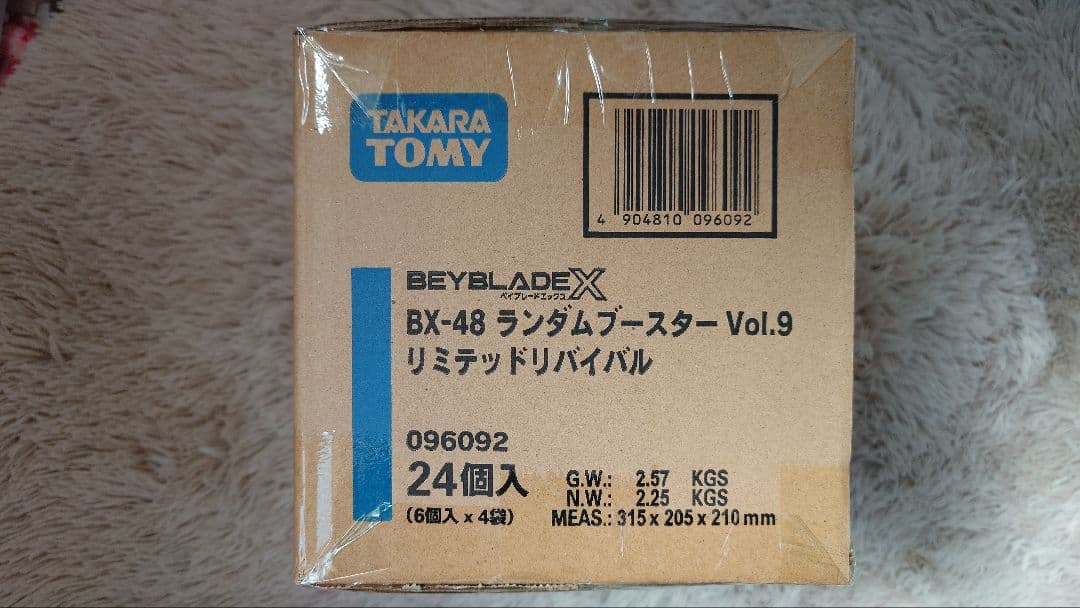 TAKARA
TOMY
4 904810 096092
BEYBLADE X
ベイブレードエックス
BX-48 ランダムブースター Vol.9
リミテッドリバイバル
096092
24個入
(6個入 x 4袋)
G.W.: 2.57 KGS
N.W.: 2.25 KGS
MEAS.: 315 x 205 x 210 mm